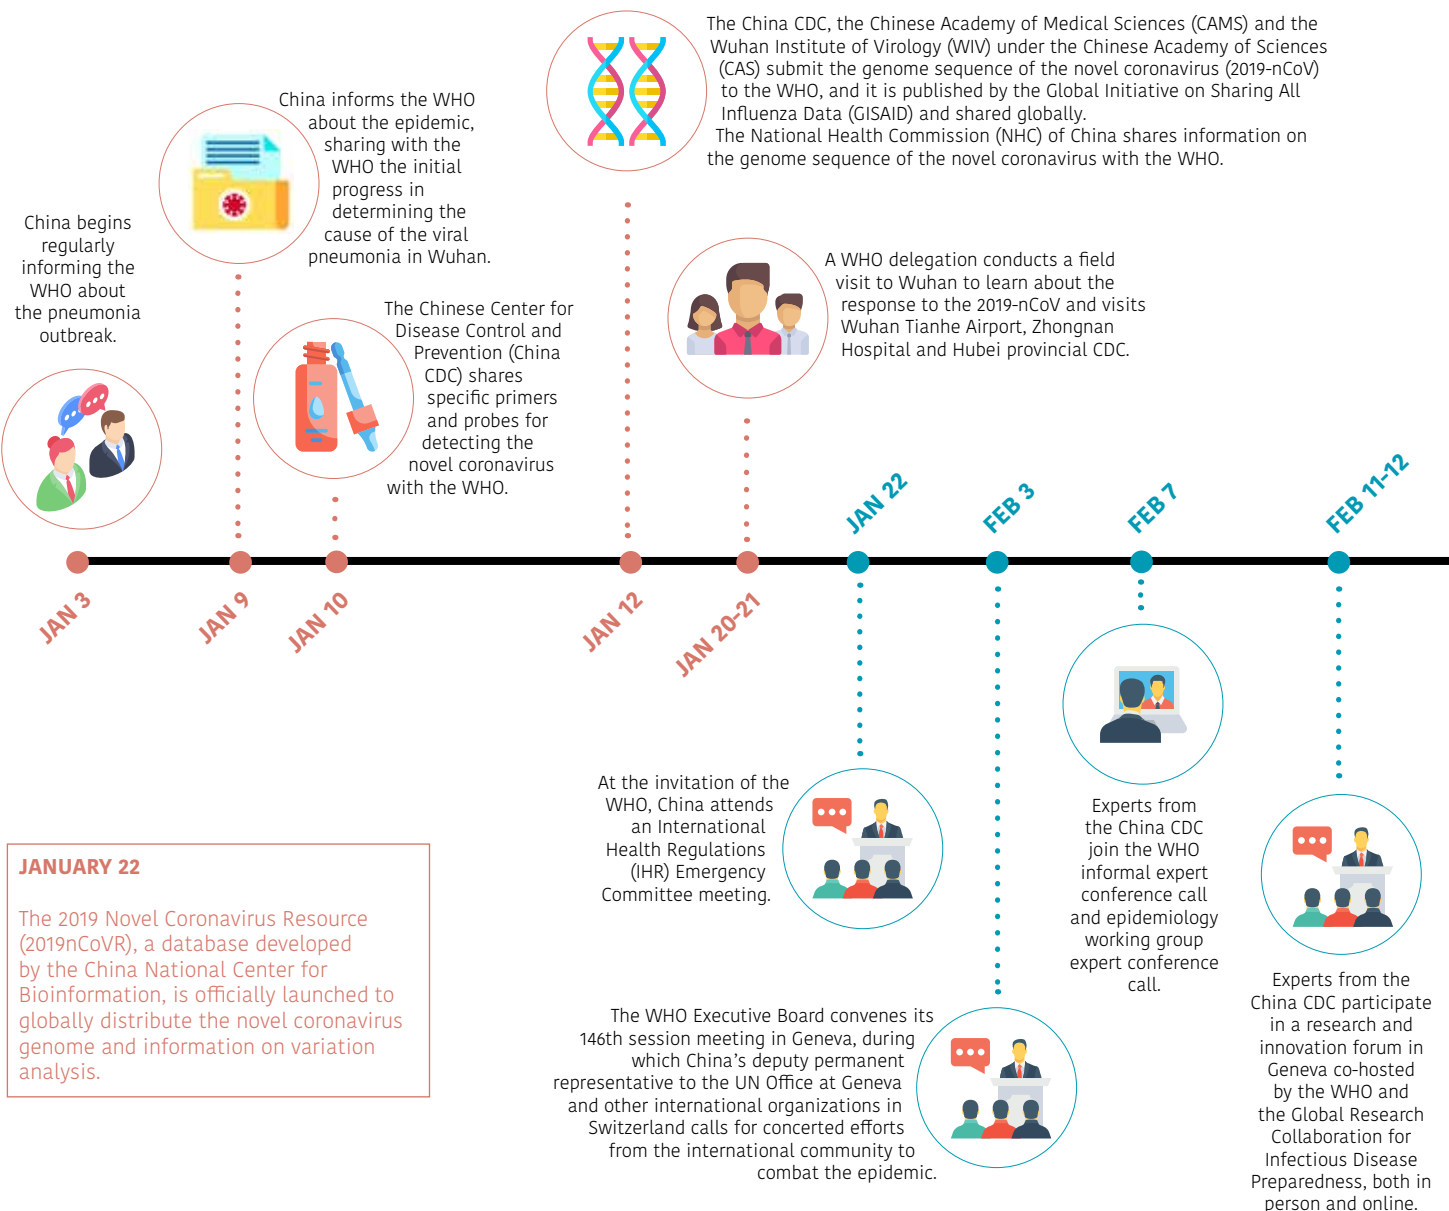 China begins
regularly
informing the
WHO about
the pneumonia
outbreak.
JAN 3
China informs the WHO
about the epidemic,
sharing with the
WHO the initial
progress in
determining the
cause of the viral
pneumonia in Wuhan.
JAN 9
The Chinese Center for
Disease Control and
Prevention (China
CDC) shares
specific primers
and probes for
detecting the
novel coronavirus
with the WHO.
JAN 10
The China CDC, the Chinese Academy of Medical Sciences (CAMS) and the
Wuhan Institute of Virology (WIV) under the Chinese Academy of Sciences
(CAS) submit the genome sequence of the novel coronavirus (2019-nCoV)
to the WHO, and it is published by the Global Initiative on Sharing All
Influenza Data (GISAID) and shared globally.
The National Health Commission (NHC) of China shares information on
the genome sequence of the novel coronavirus with the WHO.
JAN 12
A WHO delegation conducts a field
visit to Wuhan to learn about the
response to the 2019-nCoV and visits
Wuhan Tianhe Airport, Zhongnan
Hospital and Hubei provincial CDC.
JAN 20-21
JAN 22
At the invitation of the
WHO, China attends
an International
Health Regulations
(IHR) Emergency
Committee meeting.
FEB 3
The WHO Executive Board convenes its
146th session meeting in Geneva, during
which China's deputy permanent
representative to the UN Office at Geneva
and other international organizations in
Switzerland calls for concerted efforts
from the international community to
combat the epidemic.
FEB 7
Experts from
the China CDC
join the WHO
informal expert
conference call
and epidemiology
working group
expert conference
call.
FEB 11-12
Experts from the
China CDC participate
in a research and
innovation forum in
Geneva co-hosted
by the WHO and
the Global Research
Collaboration for
Infectious Disease
Preparedness, both in
person and online.
JANUARY 22
The 2019 Novel Coronavirus Resource
(2019nCoVR), a database developed
by the China National Center for
Bioinformation, is officially launched to
globally distribute the novel coronavirus
genome and information on variation
analysis.